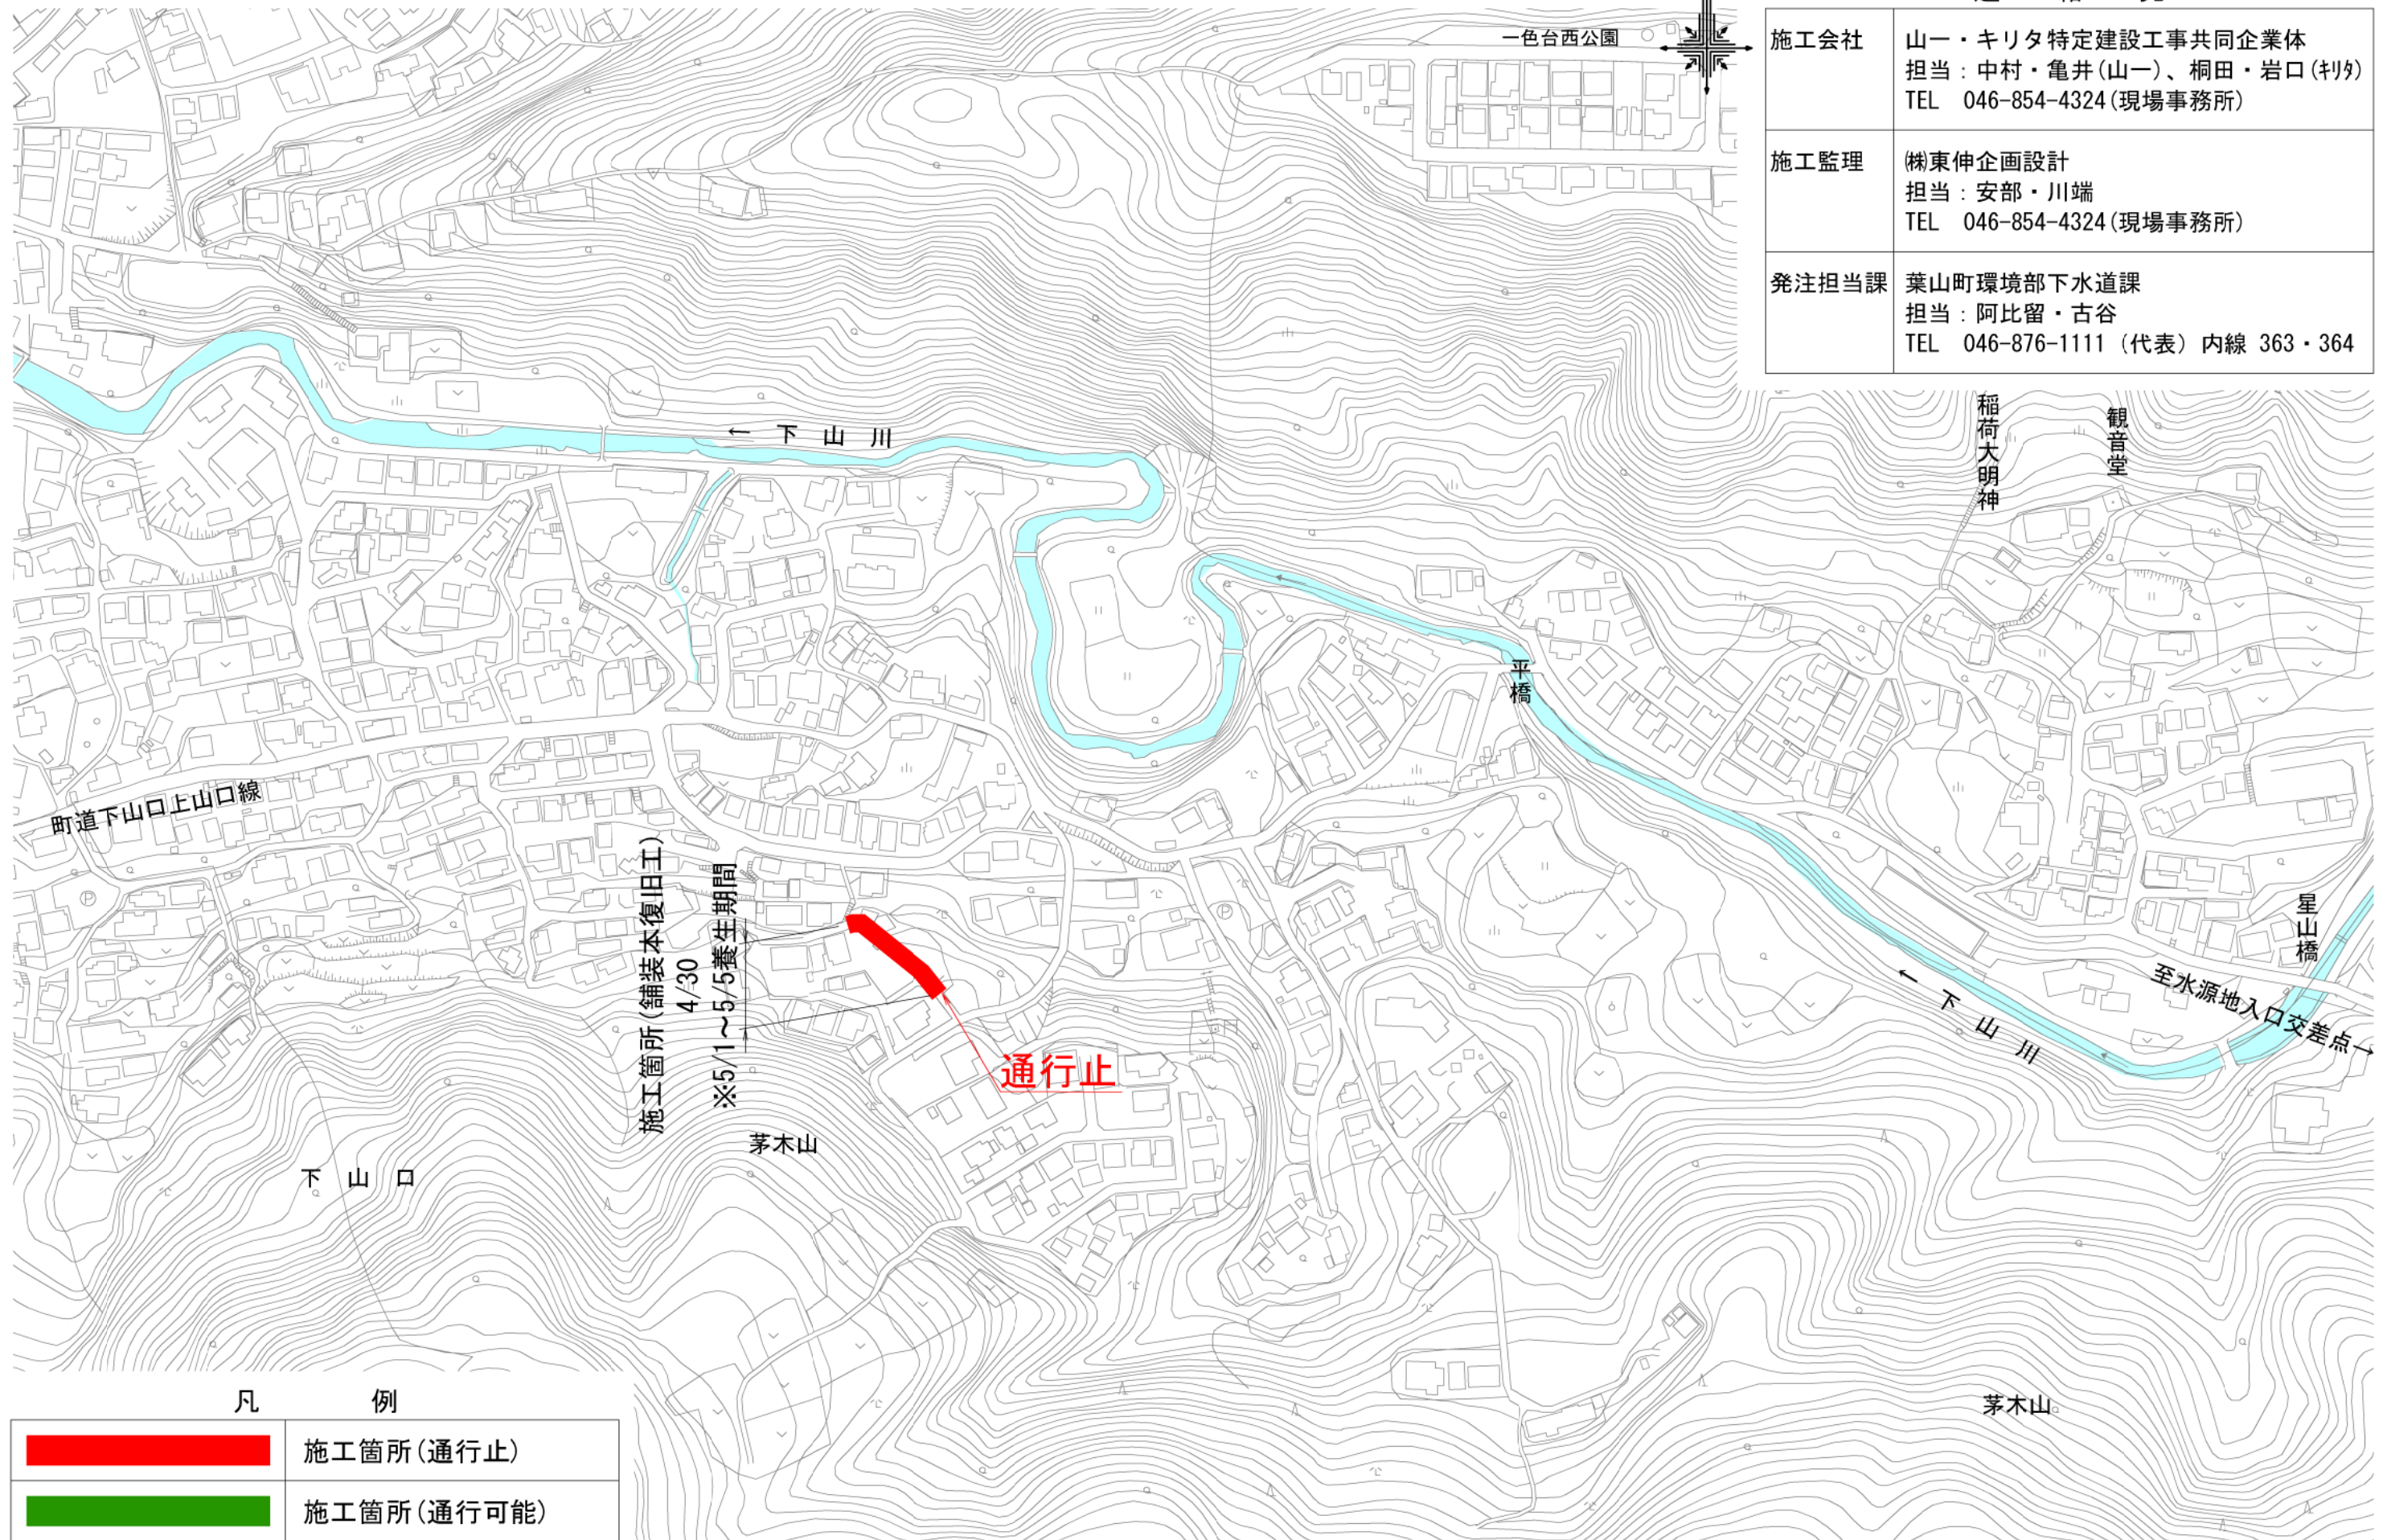 一色台西公園
施工会社
山一・キリタ特定建設工事共同企業体
担当：中村・亀井(山一)、桐田・岩口(ｷﾘﾀ)
TEL 046-854-4324(現場事務所)
施工監理
㈱東伸企画設計
担当：安部・川端
TEL 046-854-4324(現場事務所)
発注担当課
葉山町環境部下水道課
担当：阿比留・古谷
TEL 046-876-1111（代表）内線 363・364
稲荷大明神
観音堂
← 下山川
平橋
町道下山口上山口線
施工箇所(舗装本復旧工)
4/30
※5/1～5/5養生期間
通行止
星山橋
至水源地入口交差点→
← 下山川
茅木山
下山口
茅木山
凡例
施工箇所(通行止)
施工箇所(通行可能)